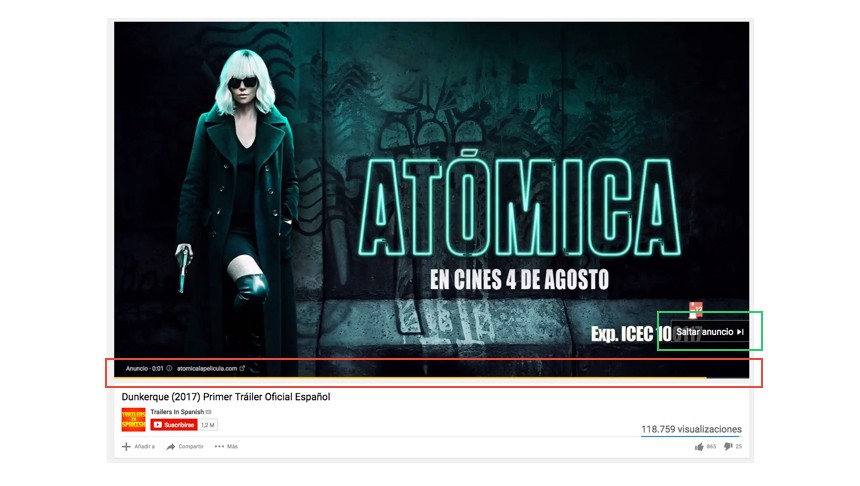 ATÓMICA
EN CINES 4 DE AGOSTO
Exp. ICEC 10
Saltar anuncio
Anuncio · 0:01 atomicalapelicula.com
Dunkerque (2017) Primer Tráiler Oficial Español
TRAILERS IN SPANISH
Trailers In Spanish
Suscribirse 1,2 M
118.759 visualizaciones
Añadir a Compartir Más
865 25